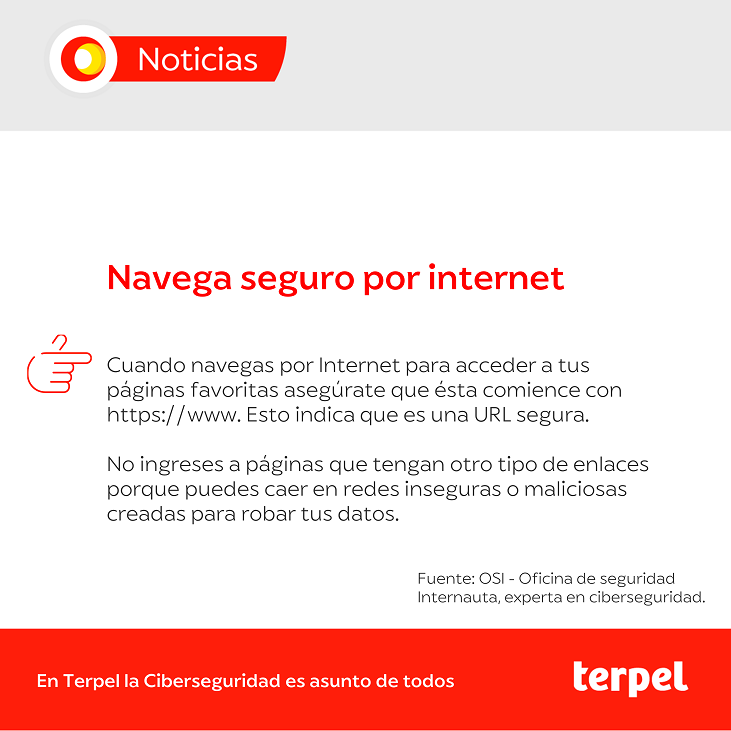 Noticias
Navega seguro por internet
Cuando navegas por Internet para acceder a tus
páginas favoritas asegúrate que ésta comience con
https://www. Esto indica que es una URL segura.
No ingreses a páginas que tengan otro tipo de enlaces
porque puedes caer en redes inseguras o maliciosas
creadas para robar tus datos.
Fuente: OSI - Oficina de seguridad
Internauta, experta en ciberseguridad.
En Terpel la Ciberseguridad es asunto de todos
terpel